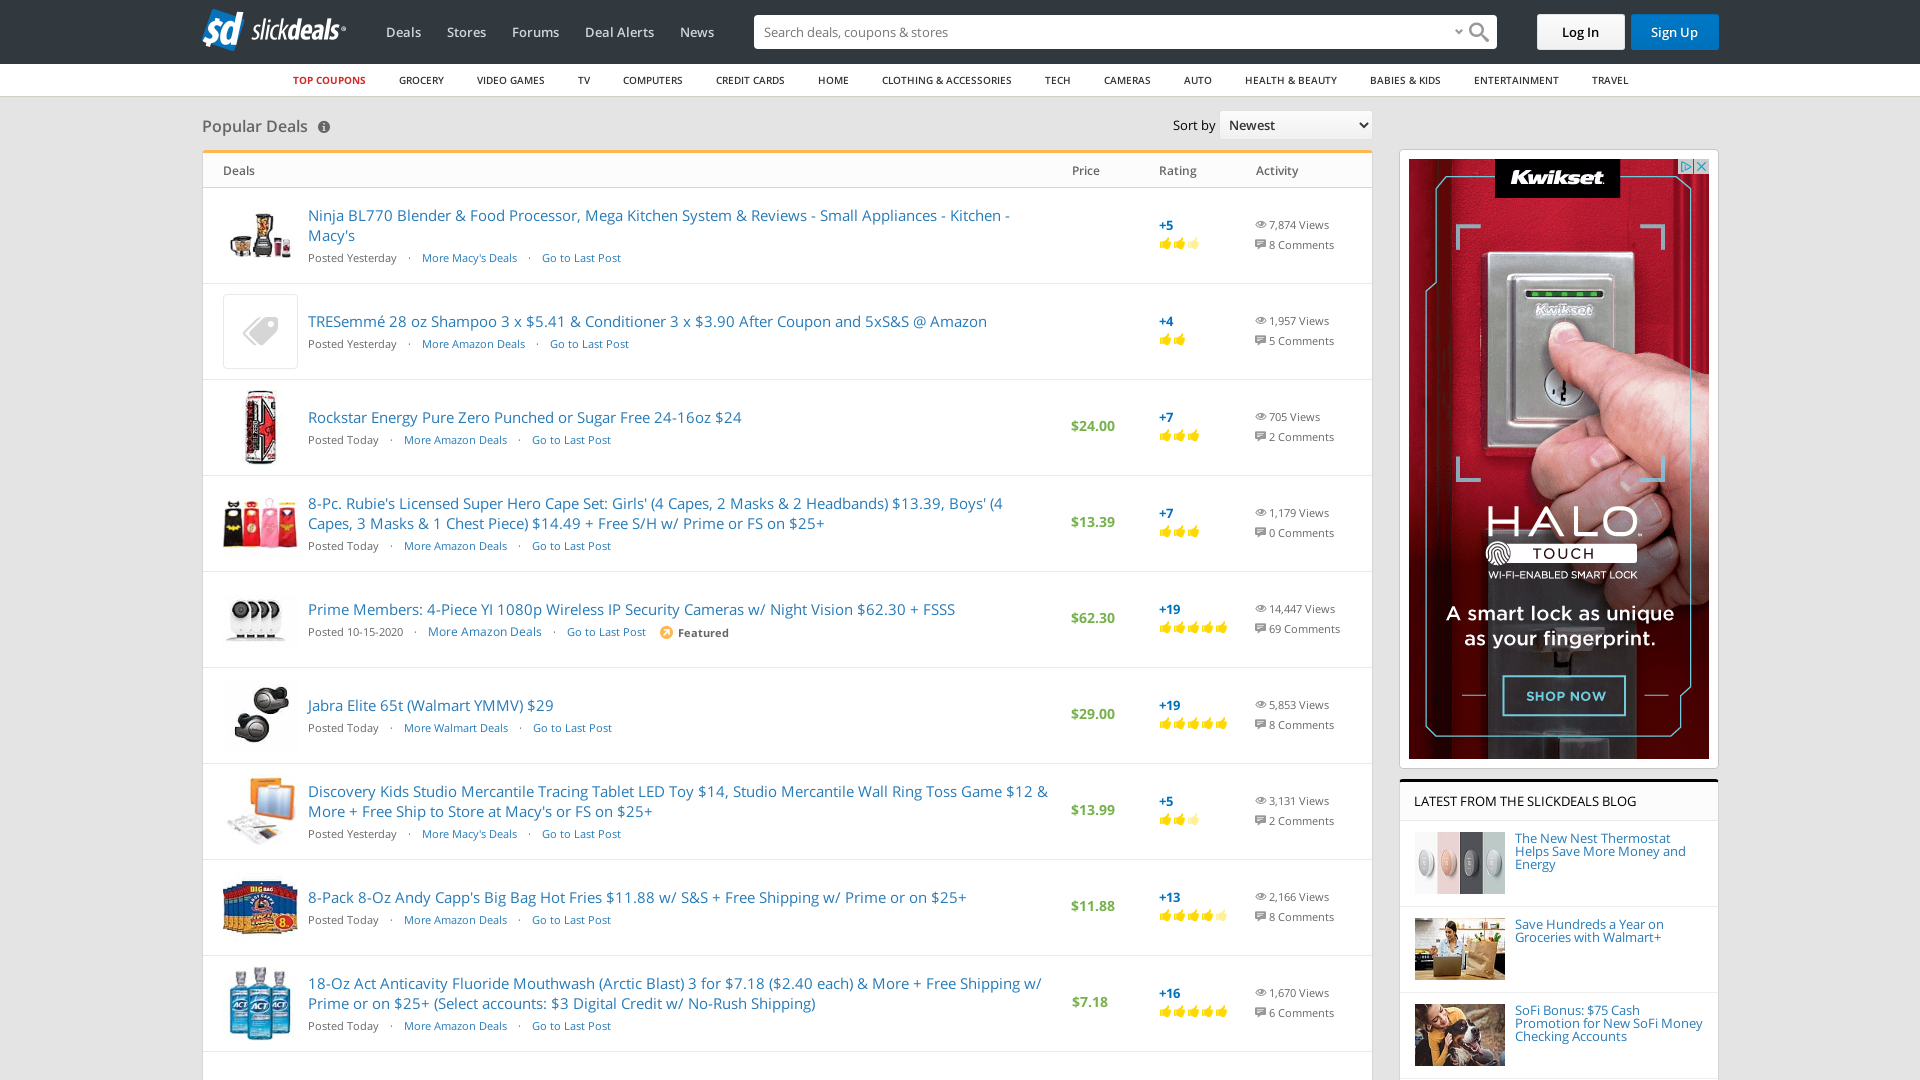 sd slickdeals
Deals Stores Forums Deal Alerts News
Search deals, coupons & stores
Log In Sign Up
TOP COUPONS GROCERY VIDEO GAMES TV COMPUTERS CREDIT CARDS HOME CLOTHING & ACCESSORIES TECH CAMERAS AUTO HEALTH & BEAUTY BABIES & KIDS ENTERTAINMENT TRAVEL
Popular Deals
Sort by Newest
Deals Price Rating Activity
Ninja BL770 Blender & Food Processor, Mega Kitchen System & Reviews - Small Appliances - Kitchen -
Macy's
Posted Yesterday · More Macy's Deals · Go to Last Post
+5
7,874 Views
8 Comments
TRESemmé 28 oz Shampoo 3 x $5.41 & Conditioner 3 x $3.90 After Coupon and 5xS&S @ Amazon
Posted Yesterday · More Amazon Deals · Go to Last Post
+4
1,957 Views
5 Comments
Rockstar Energy Pure Zero Punched or Sugar Free 24-16oz $24
Posted Today · More Amazon Deals · Go to Last Post
$24.00
+7
705 Views
2 Comments
8-Pc. Rubie's Licensed Super Hero Cape Set: Girls' (4 Capes, 2 Masks & 2 Headbands) $13.39, Boys' (4
Capes, 3 Masks & 1 Chest Piece) $14.49 + Free S/H w/ Prime or FS on $25+
Posted Today · More Amazon Deals · Go to Last Post
$13.39
+7
1,179 Views
0 Comments
Prime Members: 4-Piece YI 1080p Wireless IP Security Cameras w/ Night Vision $62.30 + FSSS
Posted 10-15-2020 · More Amazon Deals · Go to Last Post Featured
$62.30
+19
14,447 Views
69 Comments
Jabra Elite 65t (Walmart YMMV) $29
Posted Today · More Walmart Deals · Go to Last Post
$29.00
+19
5,853 Views
8 Comments
Discovery Kids Studio Mercantile Tracing Tablet LED Toy $14, Studio Mercantile Wall Ring Toss Game $12 &
More + Free Ship to Store at Macy's or FS on $25+
Posted Yesterday · More Macy's Deals · Go to Last Post
$13.99
+5
3,131 Views
2 Comments
8-Pack 8-Oz Andy Capp's Big Bag Hot Fries $11.88 w/ S&S + Free Shipping w/ Prime or on $25+
Posted Today · More Amazon Deals · Go to Last Post
$11.88
+13
2,166 Views
8 Comments
BIG BAG
8
18-Oz Act Anticavity Fluoride Mouthwash (Arctic Blast) 3 for $7.18 ($2.40 each) & More + Free Shipping w/
Prime or on $25+ (Select accounts: $3 Digital Credit w/ No-Rush Shipping)
Posted Today · More Amazon Deals · Go to Last Post
$7.18
+16
1,670 Views
6 Comments
ACT ACT ACT
Kwikset
Kwikset
HALO
TOUCH
WI-FI-ENABLED SMART LOCK
A smart lock as unique
as your fingerprint.
SHOP NOW
LATEST FROM THE SLICKDEALS BLOG
The New Nest Thermostat
Helps Save More Money and
Energy
Save Hundreds a Year on
Groceries with Walmart+
SoFi Bonus: $75 Cash
Promotion for New SoFi Money
Checking Accounts